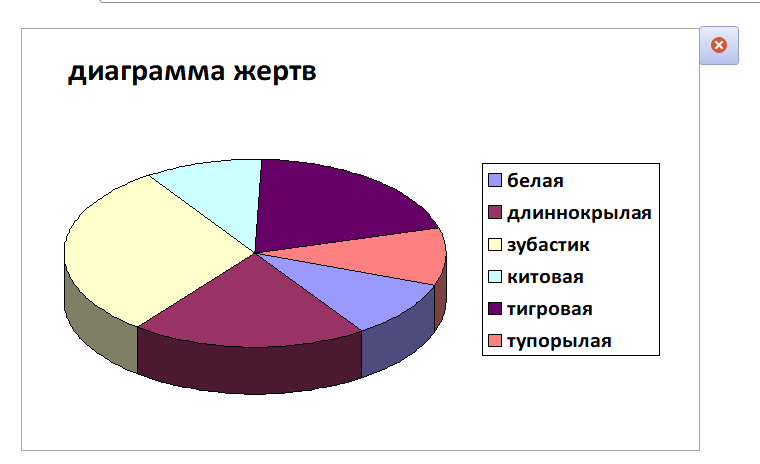 диаграмма жертв
белая
длиннокрылая
зубастик
китовая
тигровая
тупорылая